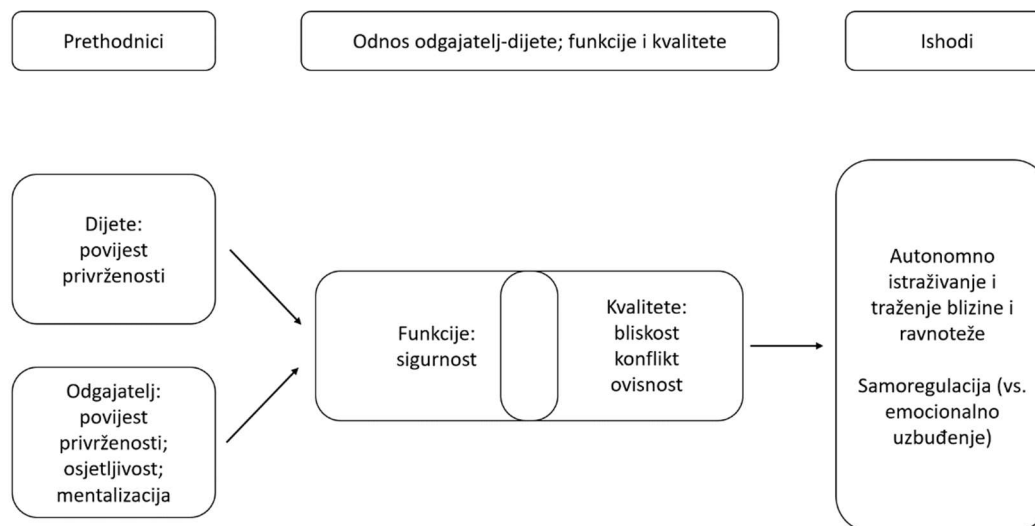 Prethodnici
Odnos odgajatelj-dijete; funkcije i kvalitete
Ishodi
Dijete:
povijest
privrženosti
Odgajatelj:
povijest
privrženosti;
osjetljivost;
mentalizacija
Funkcije:
sigurnost
Kvalitete:
bliskost
konflikt
ovisnost
Autonomno
istraživanje i
traženje blizine i
ravnoteže
Samoregulacija (vs.
emocionalno
uzbuđenje)